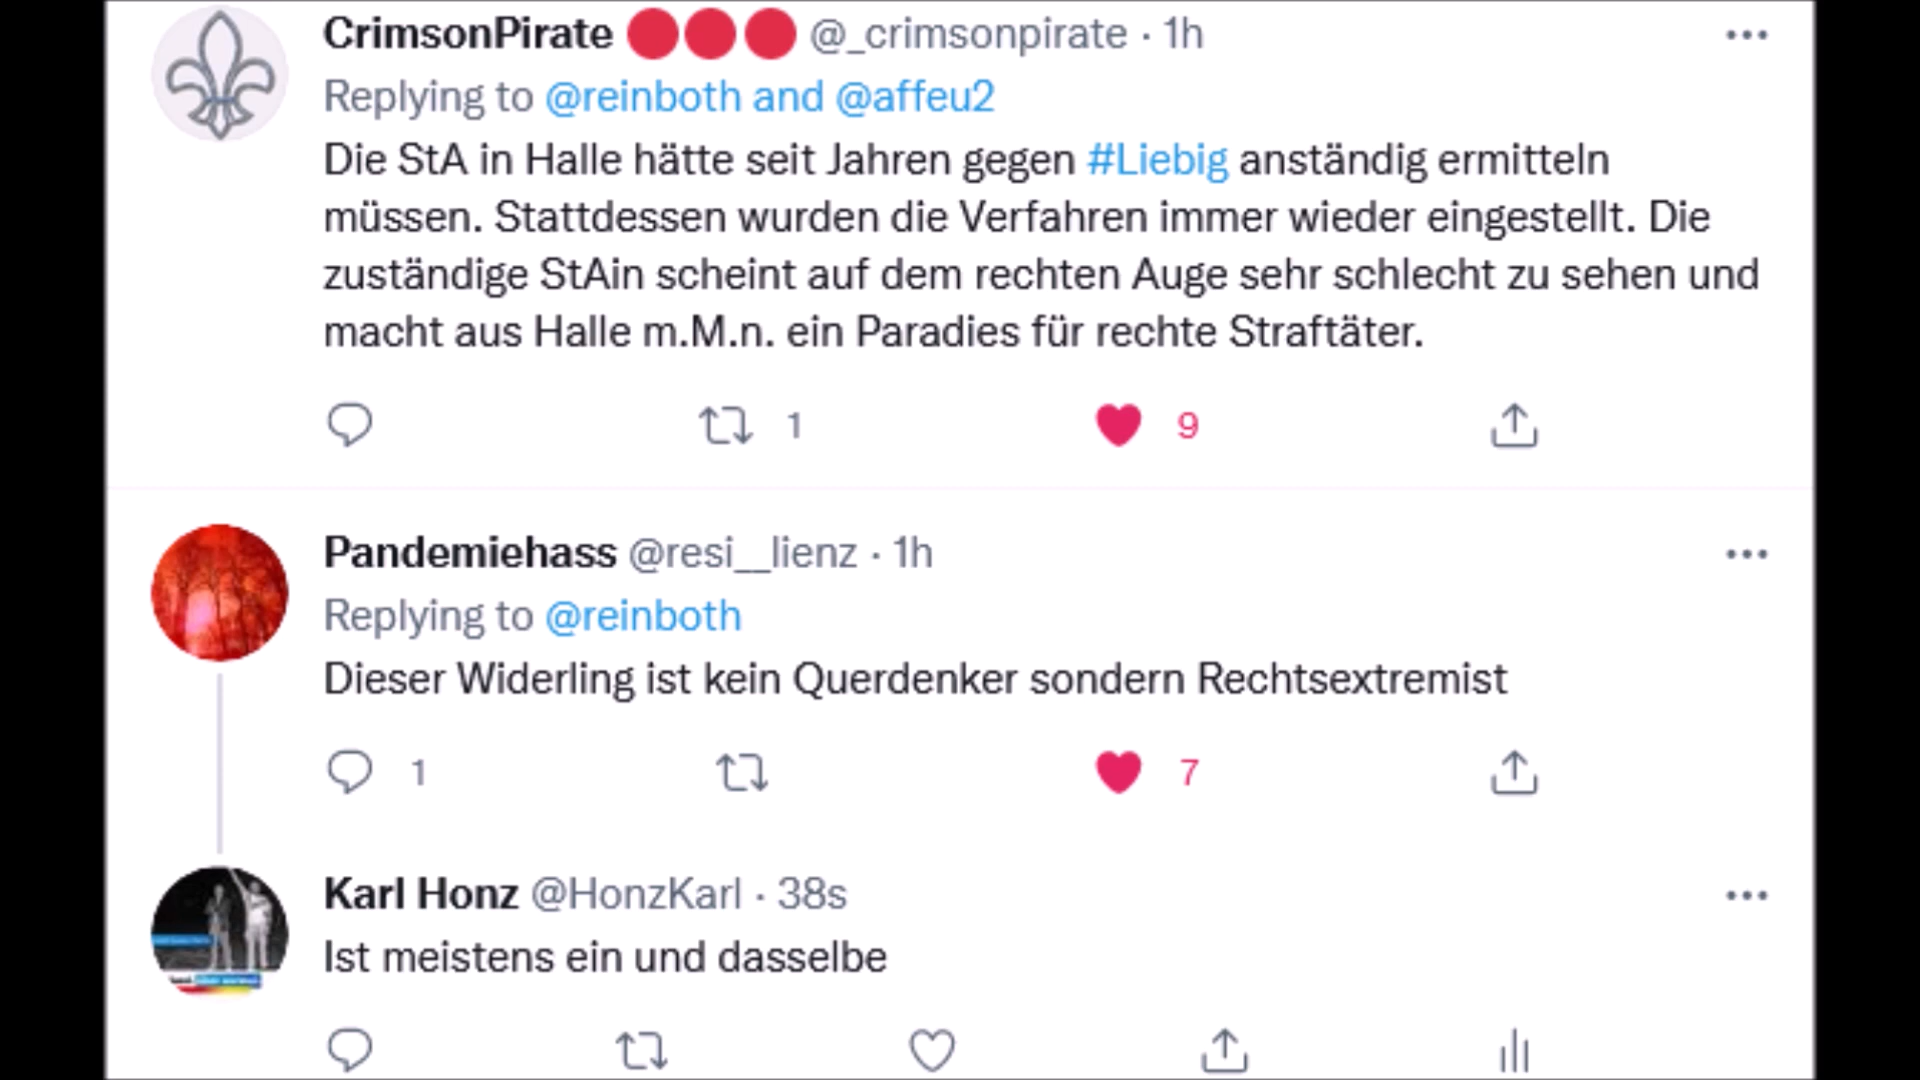 CrimsonPirate 🔴🔴🔴 @_crimsonpirate · 1h
Replying to @reinboth and @affeu2
Die StA in Halle hätte seit Jahren gegen #Liebig anständig ermitteln
müssen. Stattdessen wurden die Verfahren immer wieder eingestellt. Die
zuständige StAin scheint auf dem rechten Auge sehr schlecht zu sehen und
macht aus Halle m.M.n. ein Paradies für rechte Straftäter.
1 9
Pandemiehass @resi__lienz · 1h
Replying to @reinboth
Dieser Widerling ist kein Querdenker sondern Rechtsextremist
1 7
Karl Honz @HonzKarl · 38s
Ist meistens ein und dasselbe